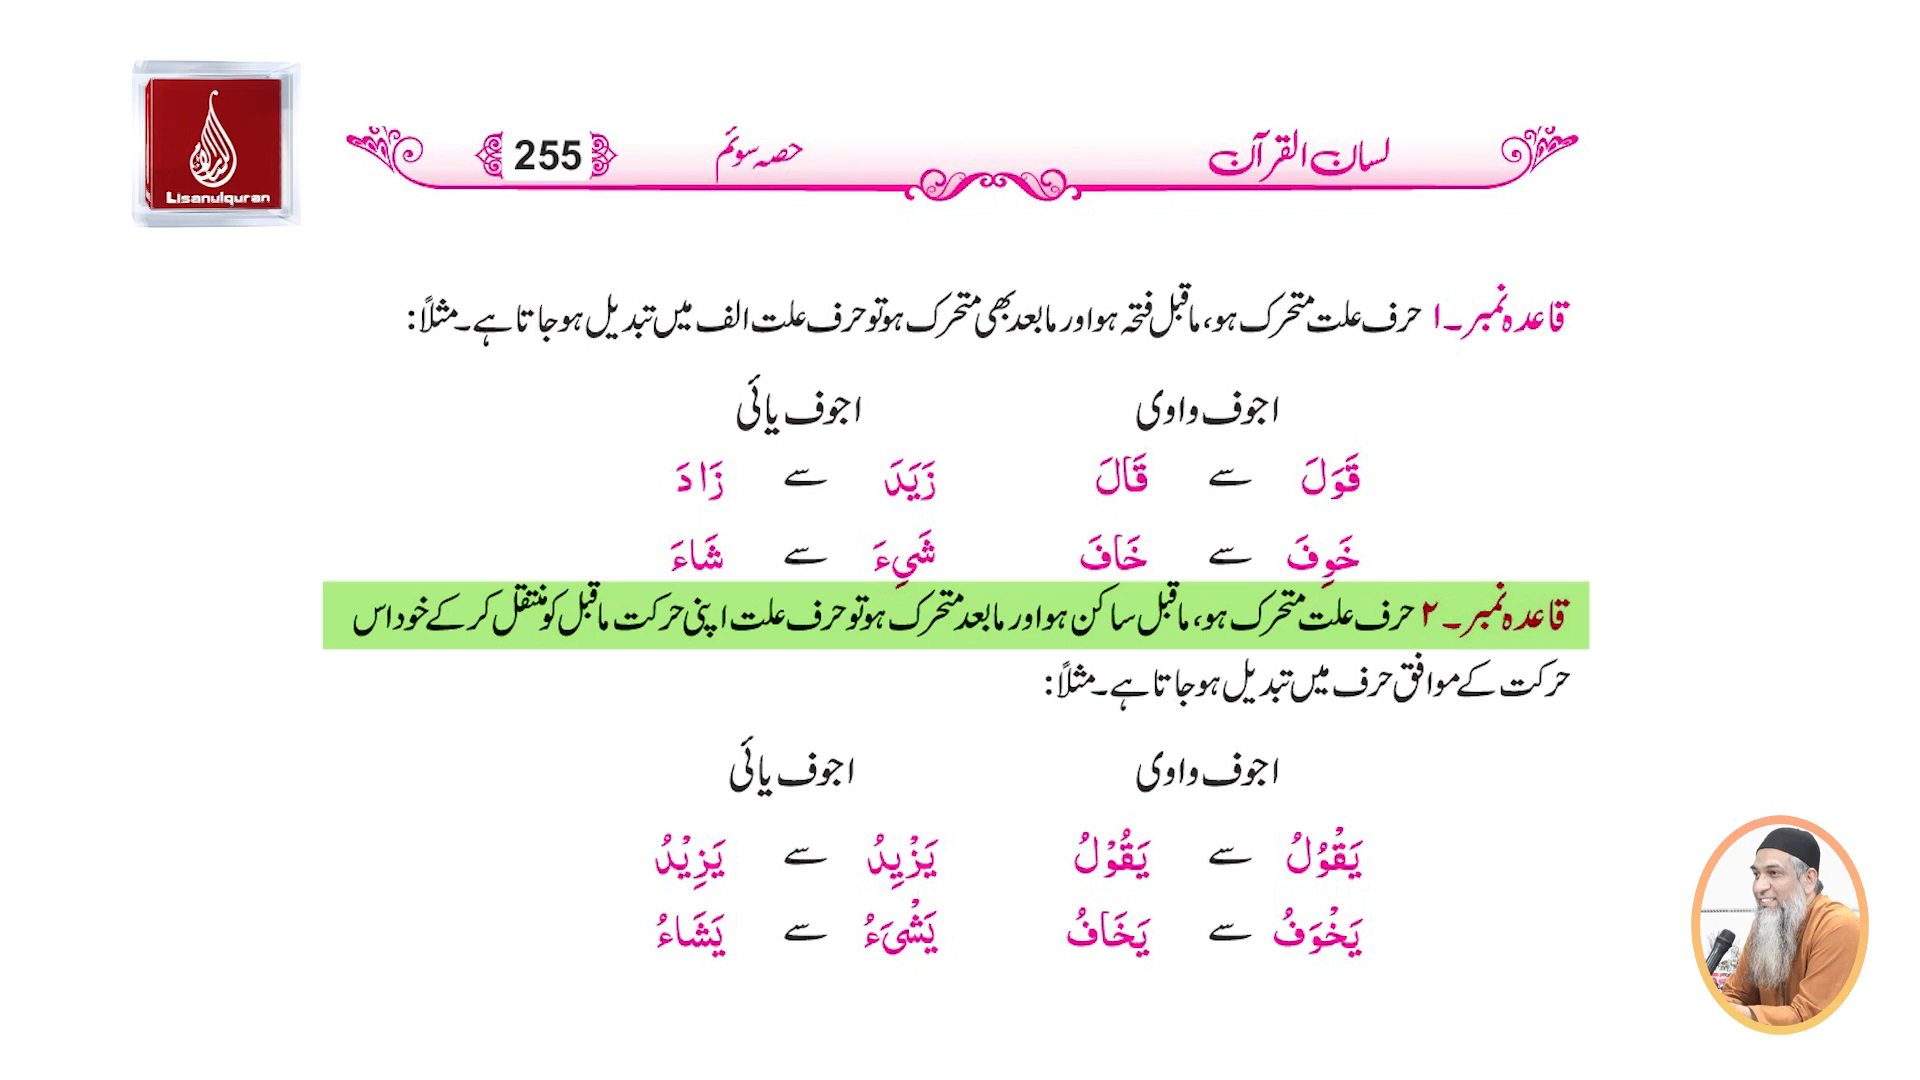 Lisanulquran
لسان القرآن حصہ سوئم 255
قاعدہ نمبر۔۱ حرف علت متحرک ہو، ماقبل فتحہ ہو اور مابعد بھی متحرک ہو تو حرف علت الف میں تبدیل ہو جاتا ہے۔ مثلاً:
اجوف واوی اجوف یائی
قَوَلَ سے قَالَ زَيَدَ سے زَادَ
خَوِفَ سے خَافَ شَيِءَ سے شَاءَ
قاعدہ نمبر۔۲ حرف علت متحرک ہو، ماقبل ساکن ہو اور مابعد متحرک ہو تو حرف علت اپنی حرکت ماقبل کو منتقل کر کے خود اس
حرکت کے موافق حرف میں تبدیل ہو جاتا ہے۔ مثلاً:
اجوف واوی اجوف یائی
يَقْوُلُ سے يَقُوْلُ يَزْيِدُ سے يَزِيْدُ
يَخْوَفُ سے يَخَافُ يَشْيَءُ سے يَشَاءُ